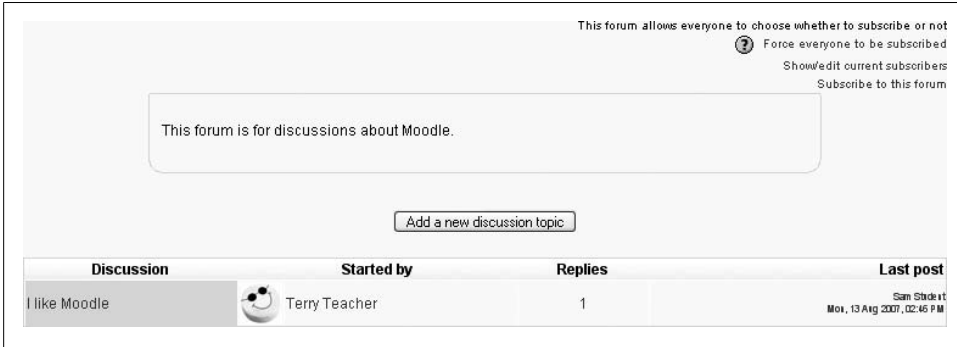 This forum allows everyone to choose whether to subscribe or not
? Force everyone to be subscribed
Show/edit current subscribers
Subscribe to this forum
This forum is for discussions about Moodle.
Add a new discussion topic
Discussion Started by Replies Last post
I like Moodle Terry Teacher 1 Sam Student
Mon, 13 Aug 2007, 02:46 PM